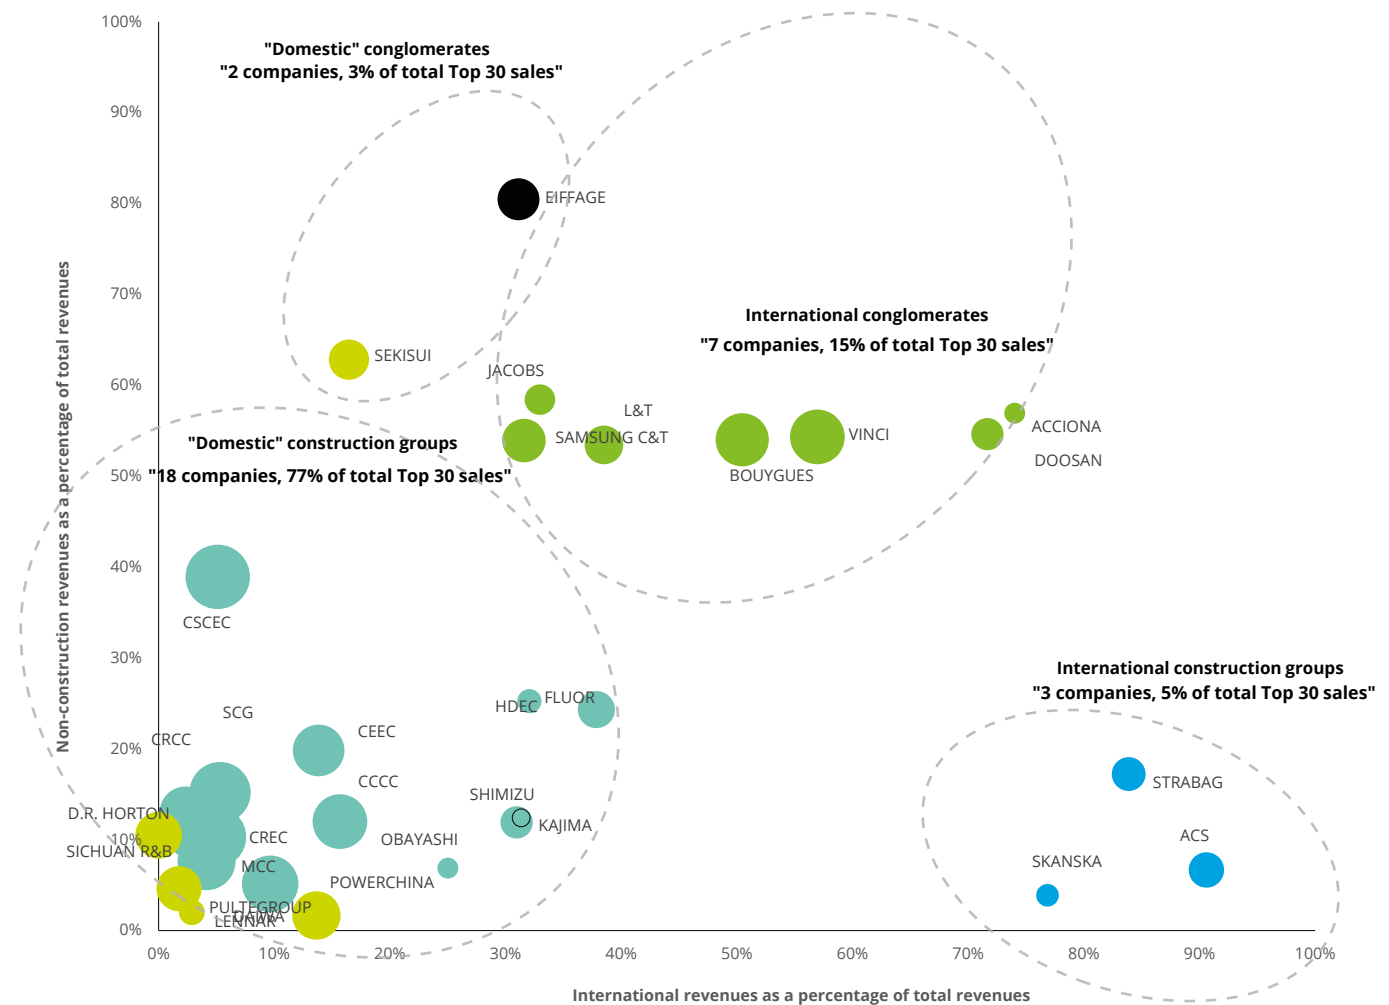 100%
"Domestic" conglomerates
"2 companies, 3% of total Top 30 sales"
90%
80%
EIFFAGE
70%
International conglomerates
"7 companies, 15% of total Top 30 sales"
SEKISUI
JACOBS
60%
L&T
ACCIONA
SAMSUNG C&T
VINCI
"Domestic" construction groups
DOOSAN
"18 companies, 77% of total Top 30 sales"
50%
BOUYGUES
40%
CSCEC
30%
International construction groups
"3 companies, 5% of total Top 30 sales"
FLUOR
HDEC
SCG
CEEC
CRCC
20%
CCCC
STRABAG
SHIMIZU
D.R. HORTON
KAJIMA
10%
CREC
OBAYASHI
ACS
SICHUAN R&B
MCC
SKANSKA
POWERCHINA
PULTEGROUP
DAIWA
LENNAR
0%
0% 10% 20% 30% 40% 50% 60% 70% 80% 90% 100%
International revenues as a percentage of total revenues
Non-construction revenues as a percentage of total revenues